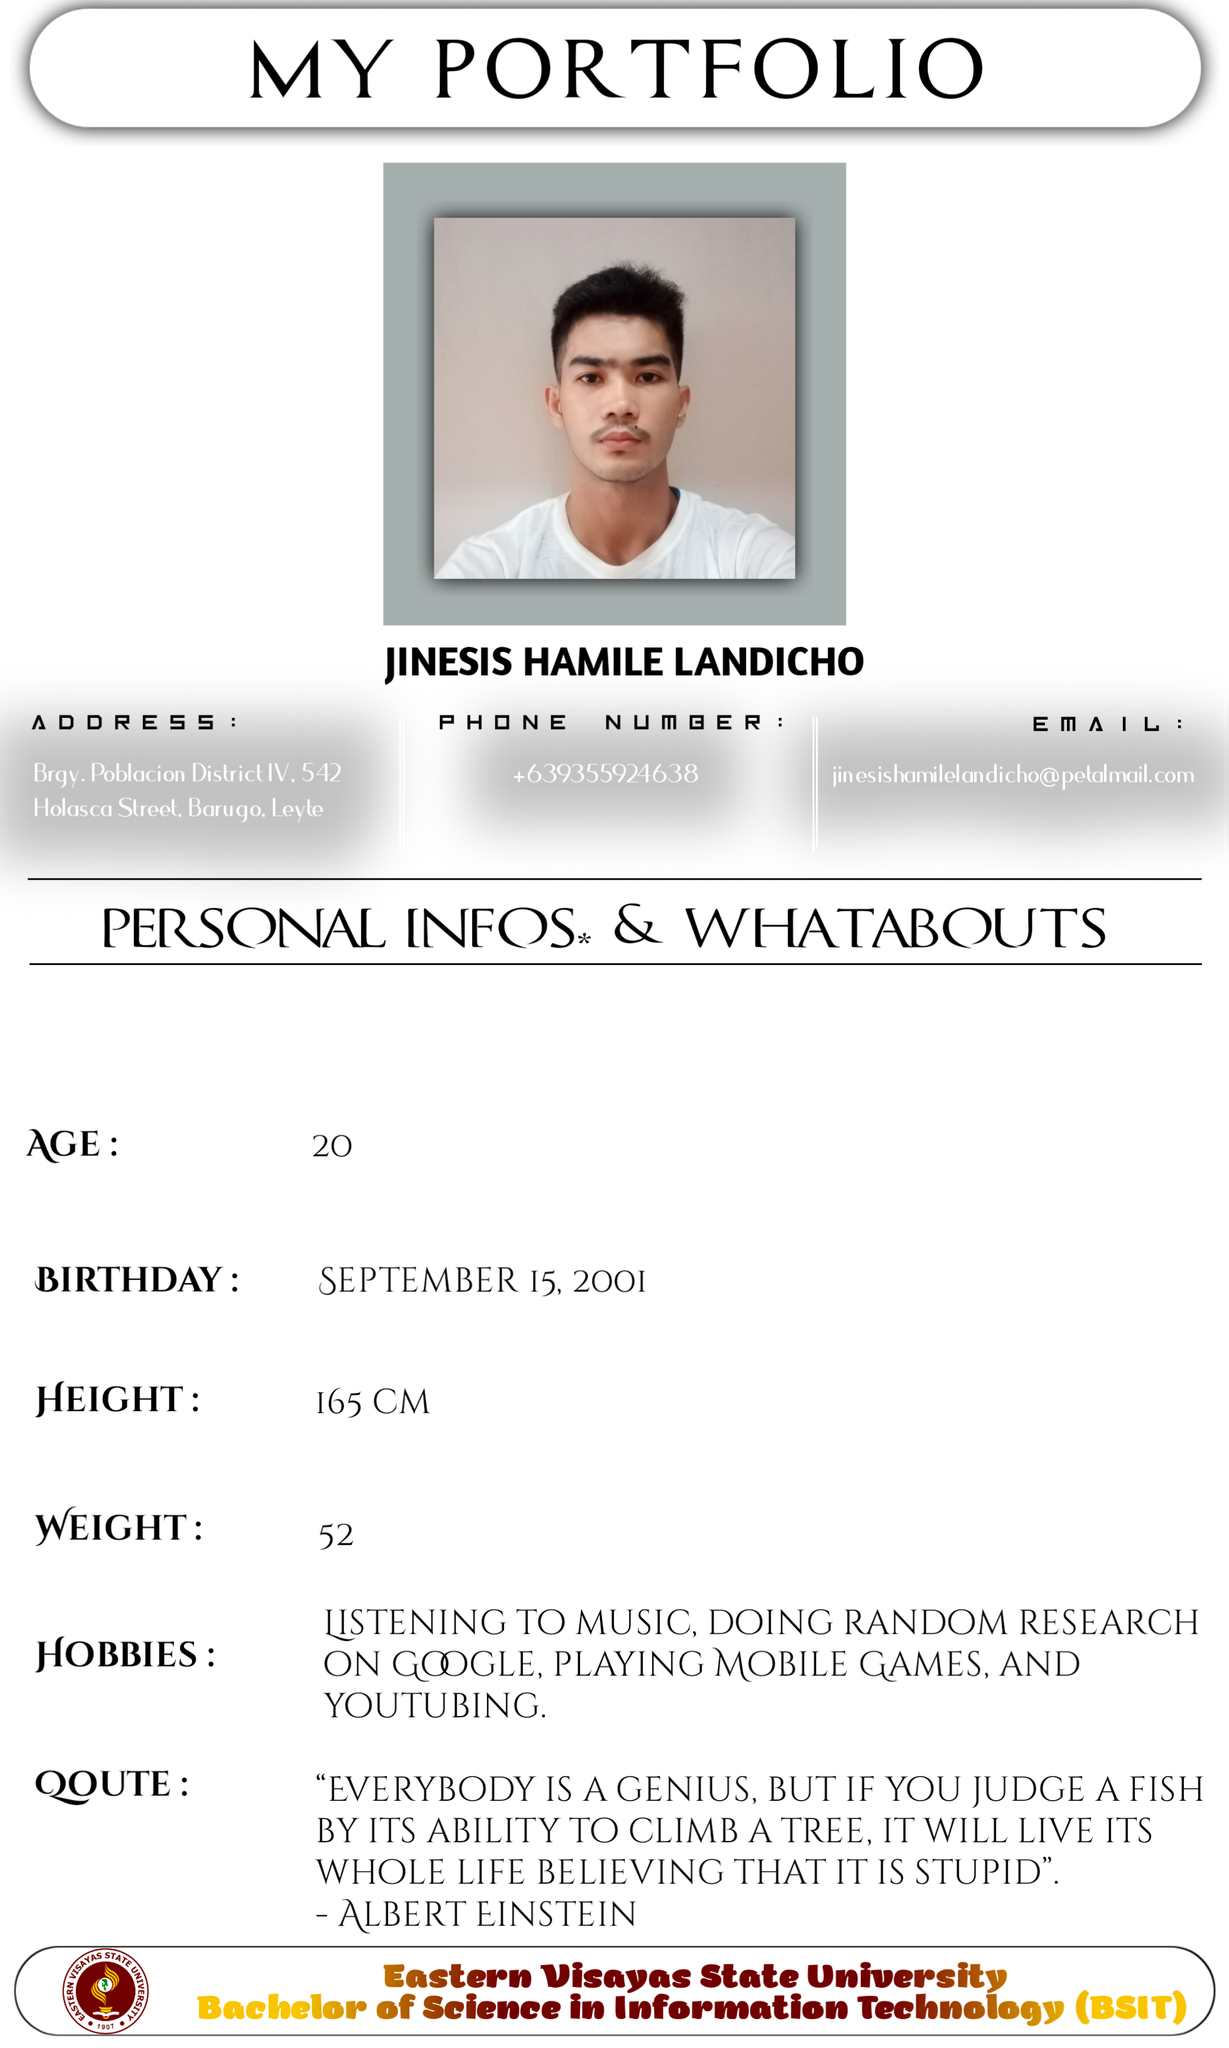 MY PORTFOLIO
JINESIS HAMILE LANDICHO
ADDRESS:
Brgy. Poblacion District IV, 542
Holasca Street, Barugo, Leyte
PHONE NUMBER:
+639355924638
EMAIL:
jinesishamilelandicho@petalmail.com
PERSONAL INFOS* & WHATABOUTS
AGE : 20
BIRTHDAY : SEPTEMBER 15, 2001
HEIGHT : 165 CM
WEIGHT : 52
HOBBIES : LISTENING TO MUSIC, DOING RANDOM RESEARCH
ON GOOGLE, PLAYING MOBILE GAMES, AND
YOUTUBING.
QOUTE : “EVERYBODY IS A GENIUS, BUT IF YOU JUDGE A FISH
BY ITS ABILITY TO CLIMB A TREE, IT WILL LIVE ITS
WHOLE LIFE BELIEVING THAT IT IS STUPID”.
- ALBERT EINSTEIN
EASTERN VISAYAS STATE UNIVERSITY
1907
Eastern Visayas State University
Bachelor of Science in Information Technology (BSIT)